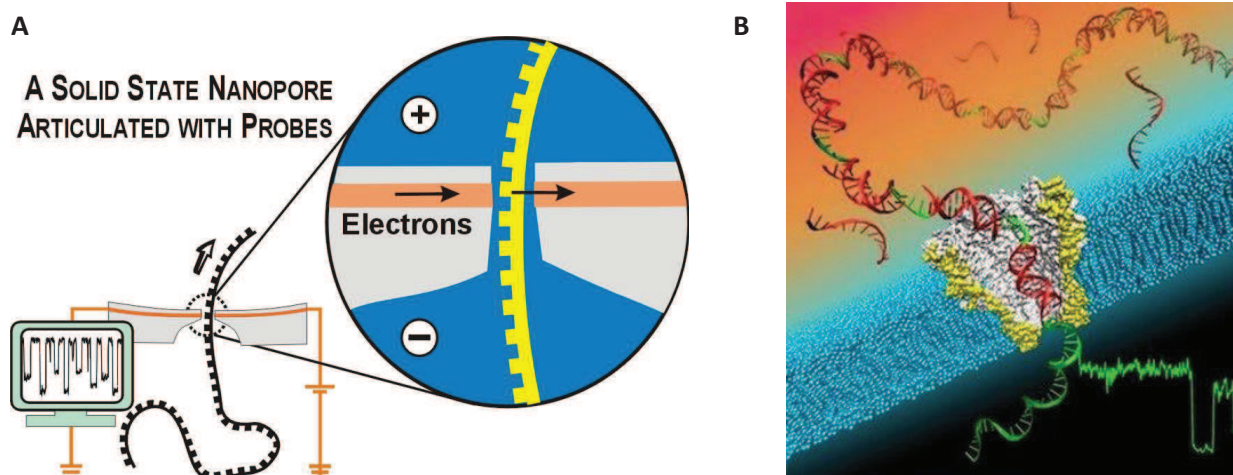 A
A SOLID STATE NANOPORE
ARTICULATED WITH PROBES
+
Electrons
−
B